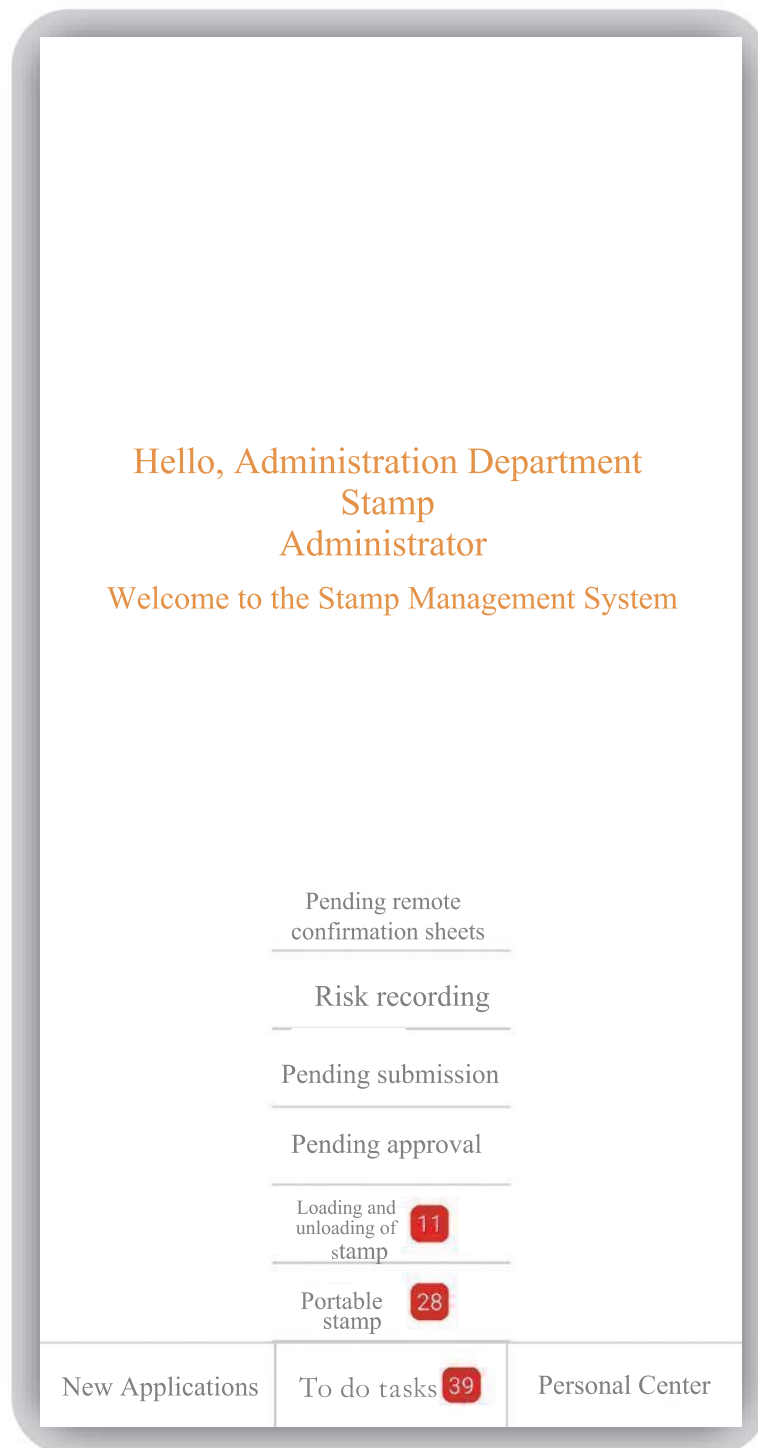 Hello, Administration Department
Stamp
Administrator
Welcome to the Stamp Management System
Pending remote
confirmation sheets
Risk recording
Pending submission
Pending approval
Loading and
unloading of
stamp
11
Portable
stamp
28
New Applications
To do tasks 39
Personal Center